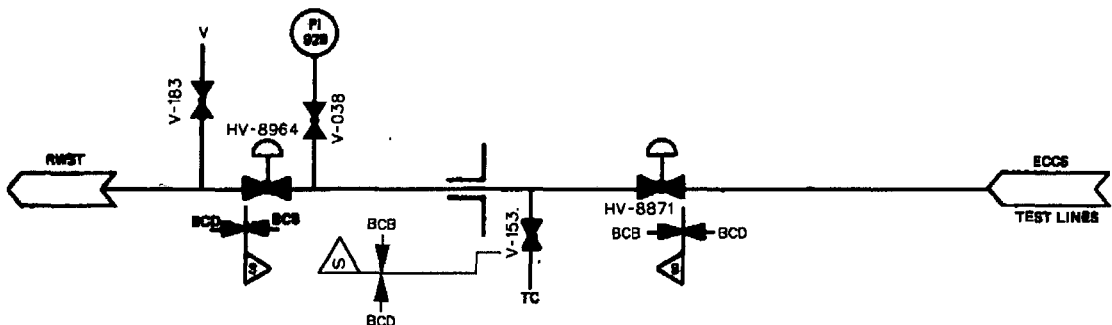 V
PI
928
V-183
V-038
HV-8964
RWST
ECCS
TEST LINES
HV-8871
V-153
BCD
BCB
BCB
BCD
S
S
BCB
BCD
S
TC